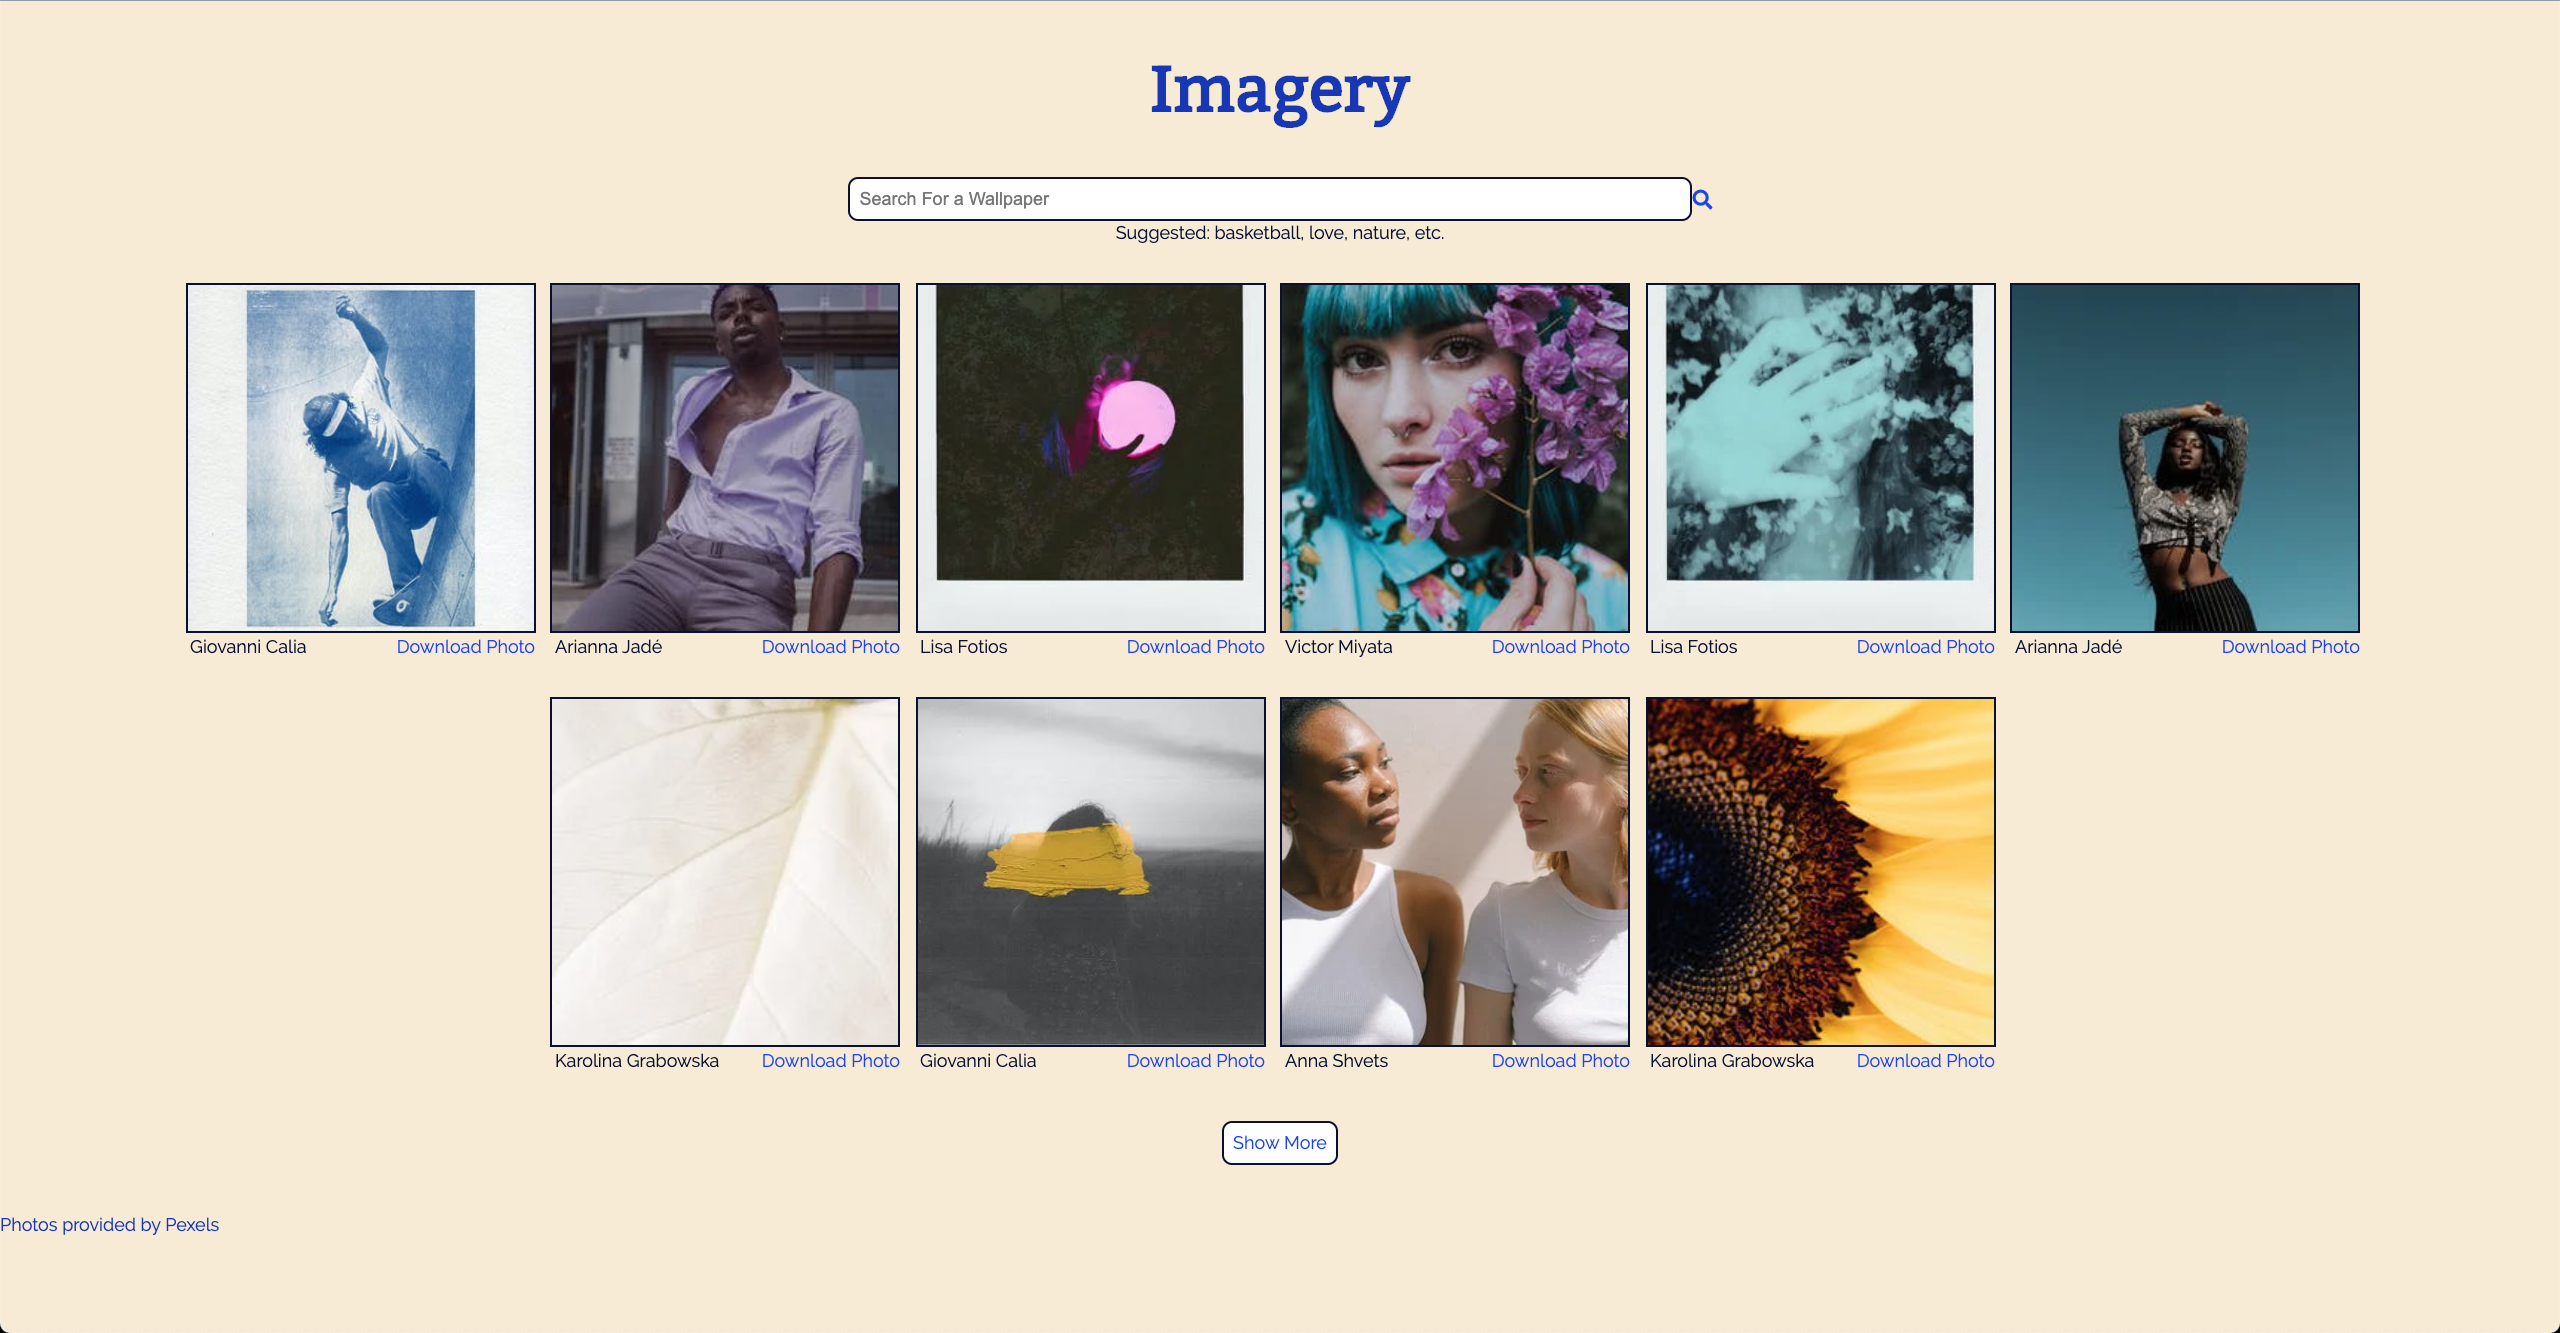 Imagery
Search For a Wallpaper
Suggested: basketball, love, nature, etc.
Giovanni Calia Download Photo
Arianna Jadé Download Photo
Lisa Fotios Download Photo
Victor Miyata Download Photo
Lisa Fotios Download Photo
Arianna Jadé Download Photo
Karolina Grabowska Download Photo
Giovanni Calia Download Photo
Anna Shvets Download Photo
Karolina Grabowska Download Photo
Show More
Photos provided by Pexels